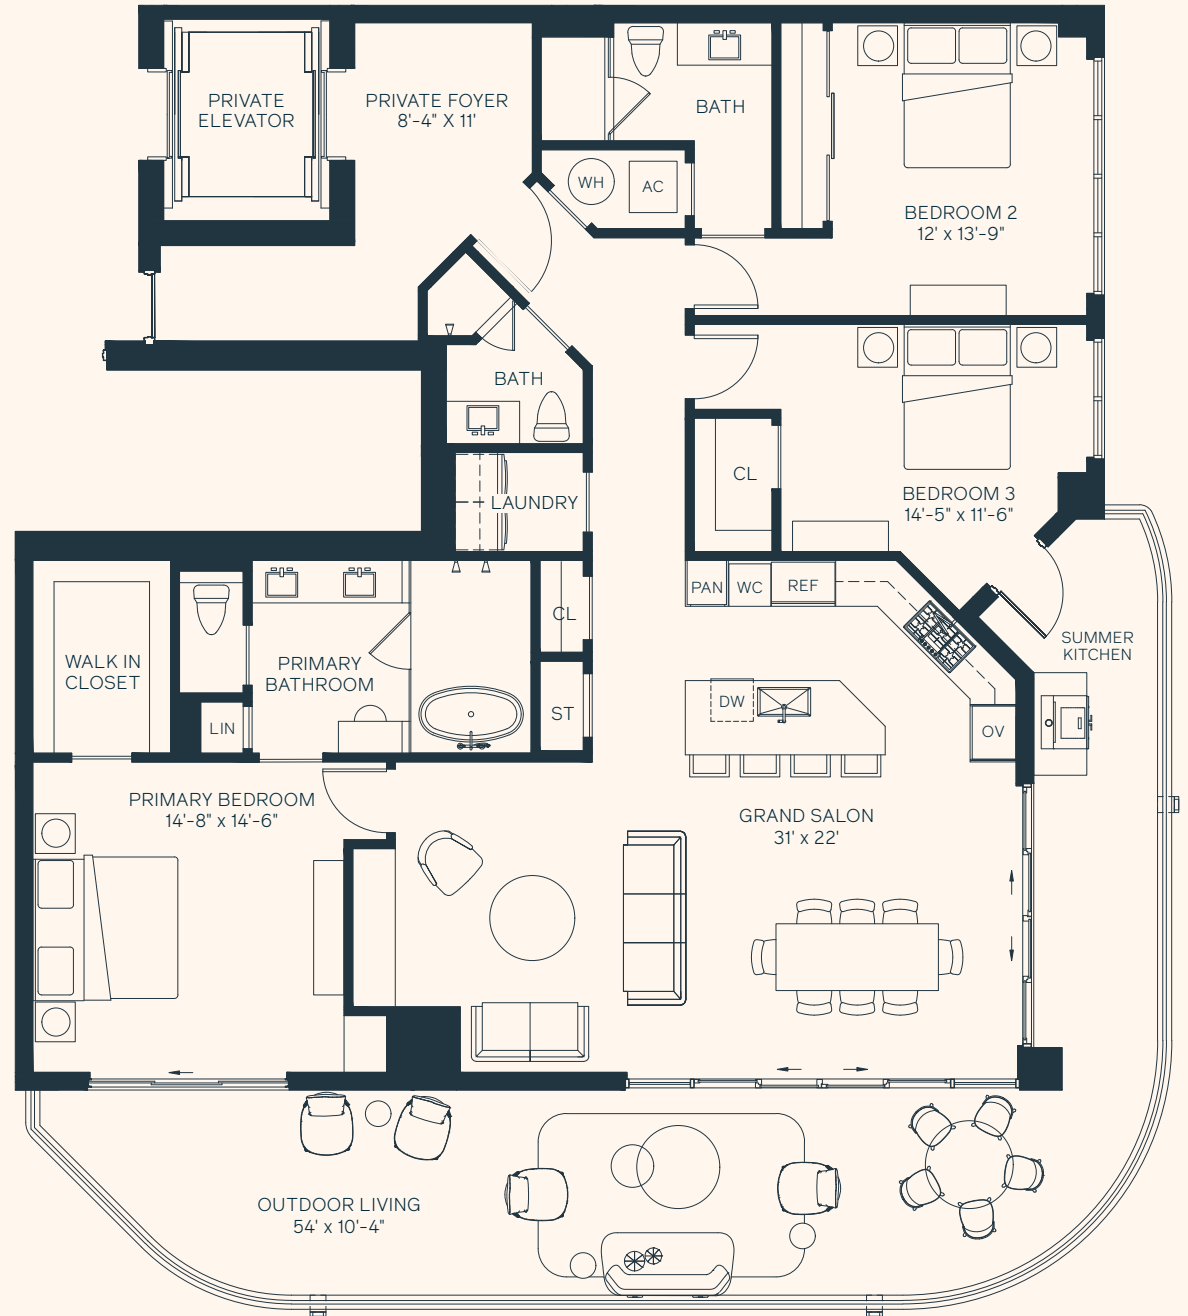 PRIVATE
ELEVATOR
PRIVATE FOYER
8'-4" X 11'
BATH
WH
AC
BEDROOM 2
12' x 13'-9"
BATH
LAUNDRY
CL
BEDROOM 3
14'-5" x 11'-6"
PAN
WC
REF
SUMMER
KITCHEN
WALK IN
CLOSET
PRIMARY
BATHROOM
CL
LIN
ST
DW
OV
PRIMARY BEDROOM
14'-8" x 14'-6"
GRAND SALON
31' x 22'
OUTDOOR LIVING
54' x 10'-4"